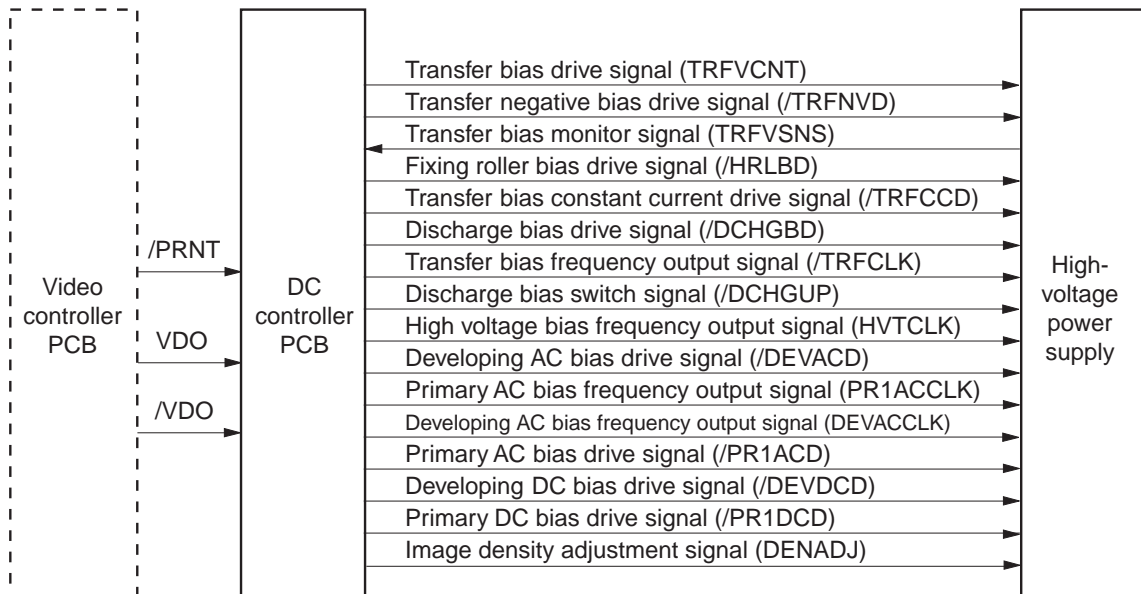 Transfer bias drive signal (TRFVCNT)
Transfer negative bias drive signal (/TRFNVD)
Transfer bias monitor signal (TRFVSNS)
Fixing roller bias drive signal (/HRLBD)
Transfer bias constant current drive signal (/TRFCCD)
Discharge bias drive signal (/DCHGBD)
Transfer bias frequency output signal (/TRFCLK)
Discharge bias switch signal (/DCHGUP)
High voltage bias frequency output signal (HVTCLK)
Developing AC bias drive signal (/DEVACD)
Primary AC bias frequency output signal (PR1ACCLK)
Developing AC bias frequency output signal (DEVACCLK)
Primary AC bias drive signal (/PR1ACD)
Developing DC bias drive signal (/DEVDCD)
Primary DC bias drive signal (/PR1DCD)
Image density adjustment signal (DENADJ)
/PRNT
VDO
/VDO
Video
controller
PCB
DC
controller
PCB
High-
voltage
power
supply